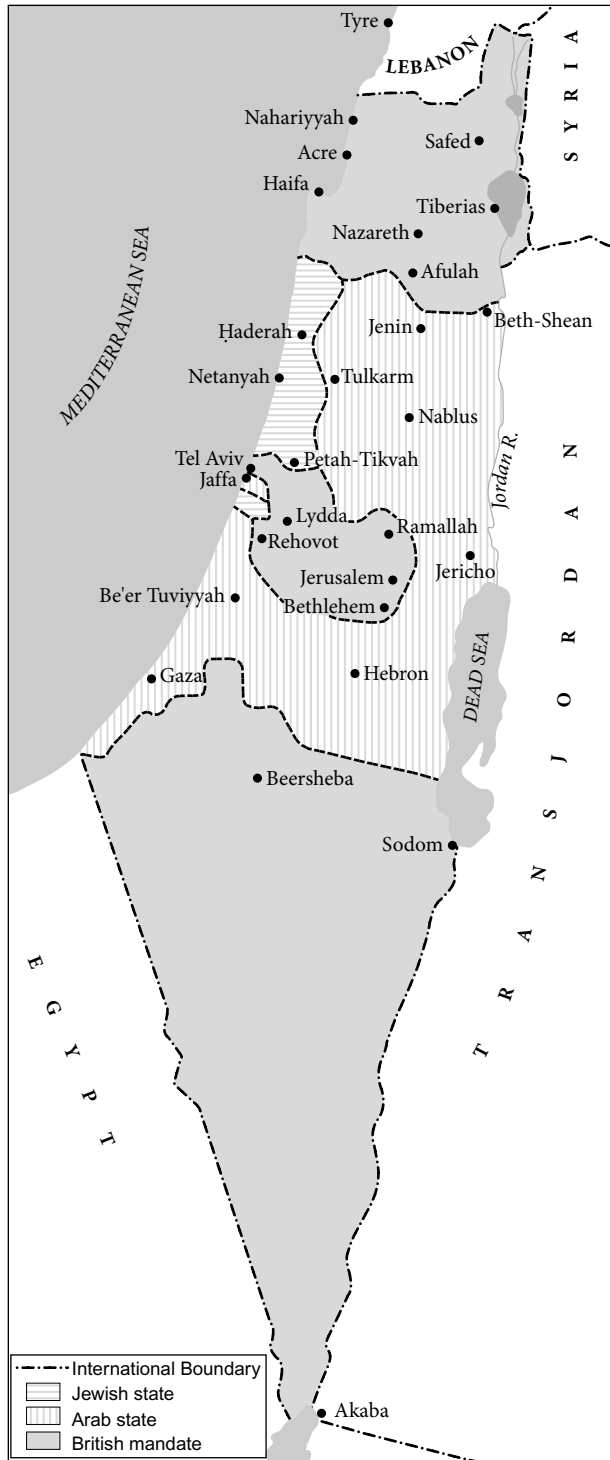 Tyre
LEBANON
SYRIA
Nahariyyah
Safed
Acre
Haifa
Tiberias
Nazareth
Afulah
MEDITERRANEAN SEA
Ḥaderah
Jenin
Beth-Shean
Netanyah
Tulkarm
Nablus
Tel Aviv
Petah-Tikvah
Jaffa
Jordan R.
Lydda
Ramallah
Rehovot
Jericho
Jerusalem
Be'er Tuviyyah
Bethlehem
Gaza
Hebron
DEAD SEA
TRANSJORDAN
Beersheba
Sodom
EGYPT
Akaba
International Boundary
Jewish state
Arab state
British mandate